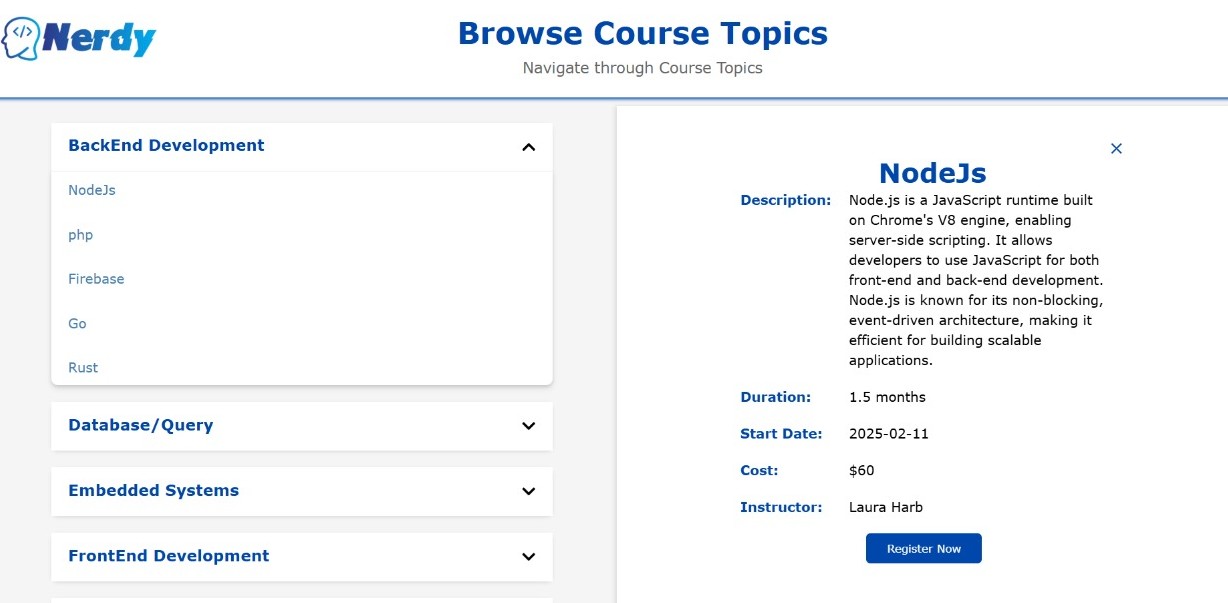 </> Nerdy
Browse Course Topics
Navigate through Course Topics
BackEnd Development
NodeJs
php
Firebase
Go
Rust
Database/Query
Embedded Systems
FrontEnd Development
×
NodeJs
Description: Node.js is a JavaScript runtime built
on Chrome's V8 engine, enabling
server-side scripting. It allows
developers to use JavaScript for both
front-end and back-end development.
Node.js is known for its non-blocking,
event-driven architecture, making it
efficient for building scalable
applications.
Duration: 1.5 months
Start Date: 2025-02-11
Cost: $60
Instructor: Laura Harb
Register Now